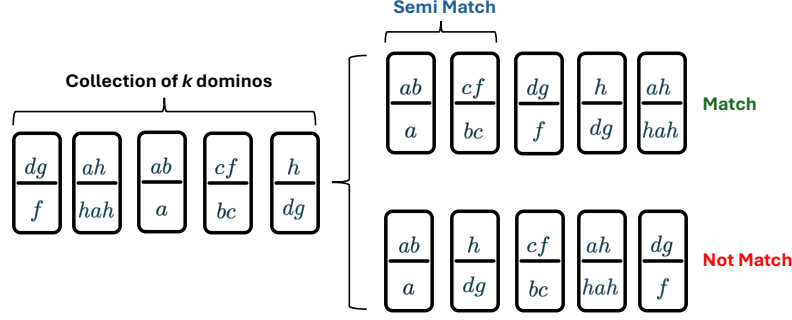 Semi Match
Collection of k dominos
ab cf dg h ah
a bc f dg hah
Match
dg ah ab cf h
f hah a bc dg
ab h cf ah dg
a dg bc hah f
Not Match